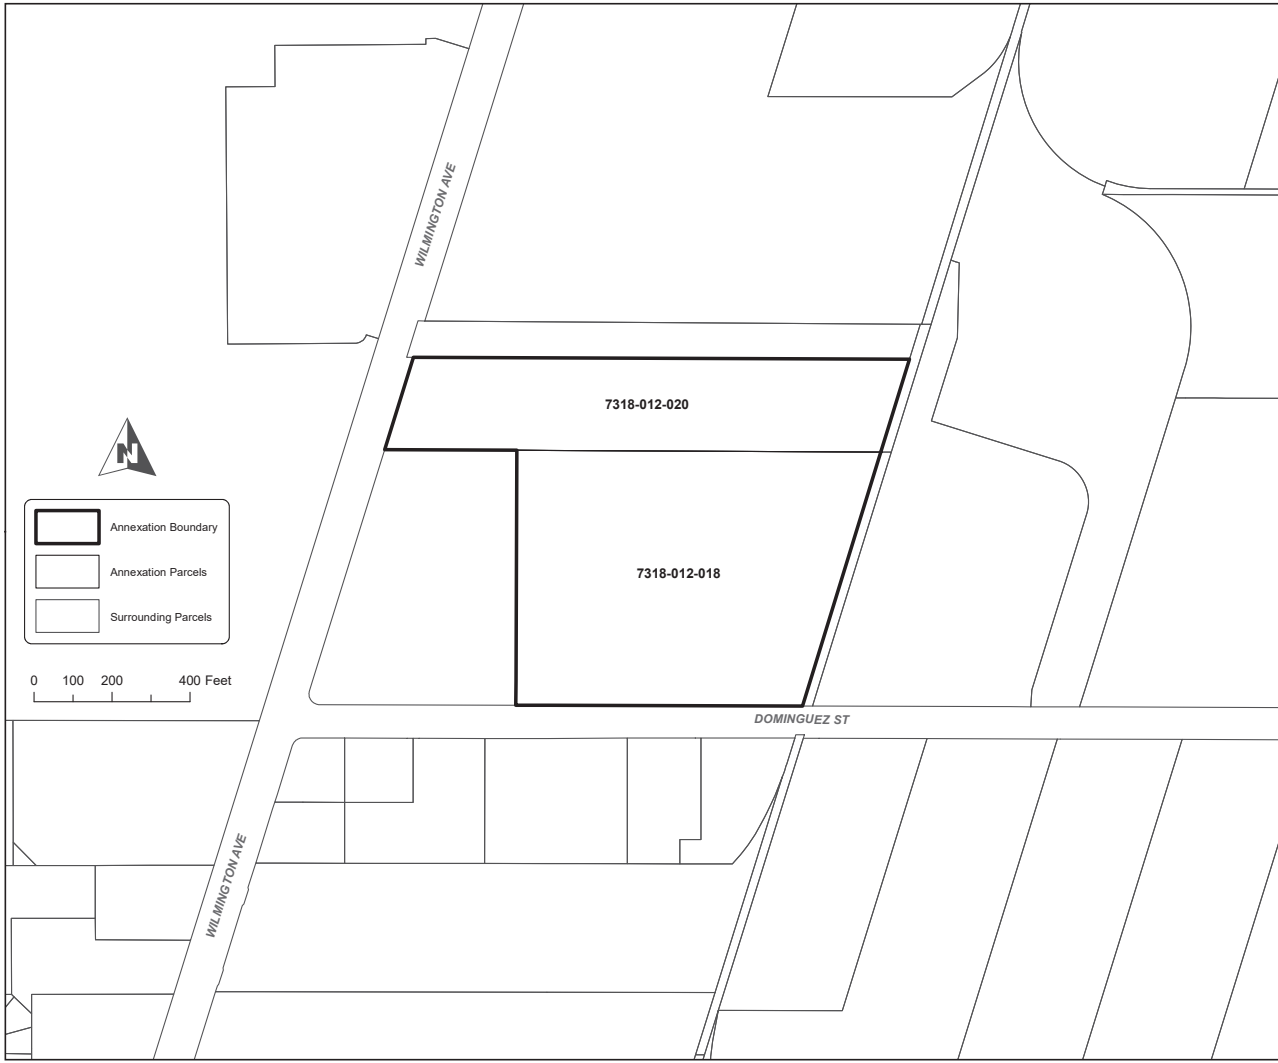 WILMINGTON AVE
7318-012-020
N
Annexation Boundary
Annexation Parcels
Surrounding Parcels
7318-012-018
0 100 200 400 Feet
DOMINGUEZ ST
WILMINGTON AVE